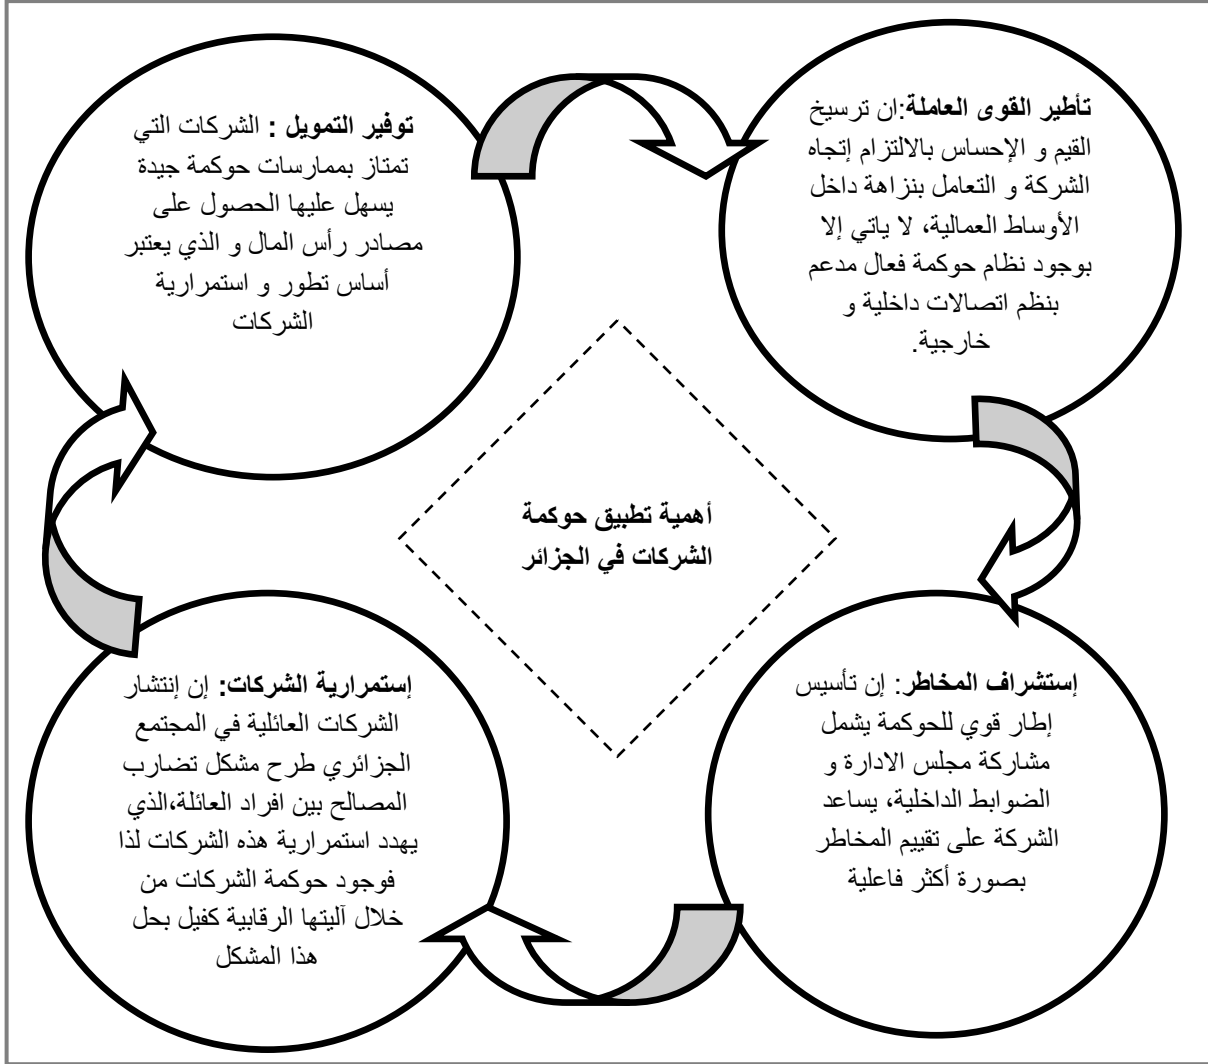 تأطير القوى العاملة:ان ترسيخ
القيم و الإحساس بالالتزام إتجاه
الشركة و التعامل بنزاهة داخل
الأوساط العمالية، لا ياتي إلا
بوجود نظام حوكمة فعال مدعم
بنظم اتصالات داخلية و
خارجية.
توفير التمويل : الشركات التي
تمتاز بممارسات حوكمة جيدة
يسهل عليها الحصول على
مصادر رأس المال و الذي يعتبر
أساس تطور و استمرارية
الشركات
أهمية تطبيق حوكمة
الشركات في الجزائر
إستشراف المخاطر: إن تأسيس
إطار قوي للحوكمة يشمل
مشاركة مجلس الادارة و
الضوابط الداخلية، يساعد
الشركة على تقييم المخاطر
بصورة أكثر فاعلية
إستمرارية الشركات: إن إنتشار
الشركات العائلية في المجتمع
الجزائري طرح مشكل تضارب
المصالح بين افراد العائلة،الذي
يهدد استمرارية هذه الشركات لذا
فوجود حوكمة الشركات من
خلال آليتها الرقابية كفيل بحل
هذا المشكل